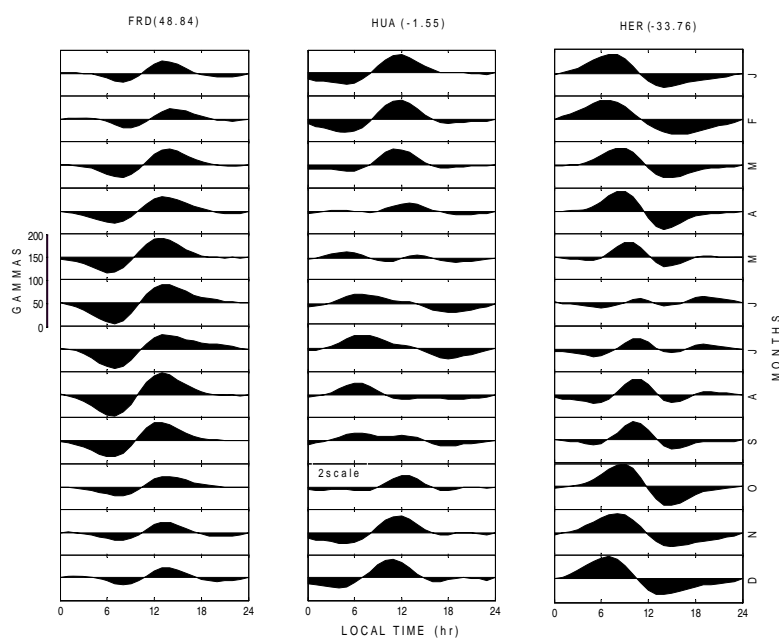 FRD(48.84) HUA (-1.55) HER(-33.76)
J
F
M
A
M
J
J
A
S
O
N
D
MONTHS
GAMMAS
200
150
100
50
0
2scale
0 6 12 18 24 0 6 12 18 24 0 6 12 18 24
LOCAL TIME (hr)